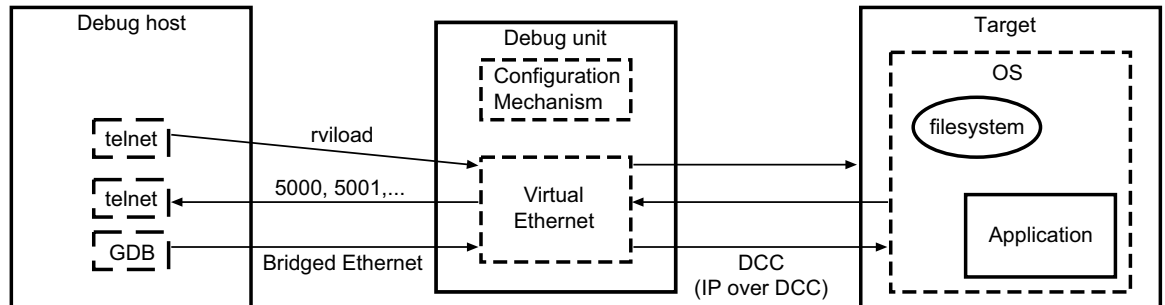 Debug host
Debug unit
Target
Configuration
Mechanism
OS
filesystem
telnet
rviload
telnet
5000, 5001,...
Virtual
Ethernet
GDB
Bridged Ethernet
DCC
(IP over DCC)
Application